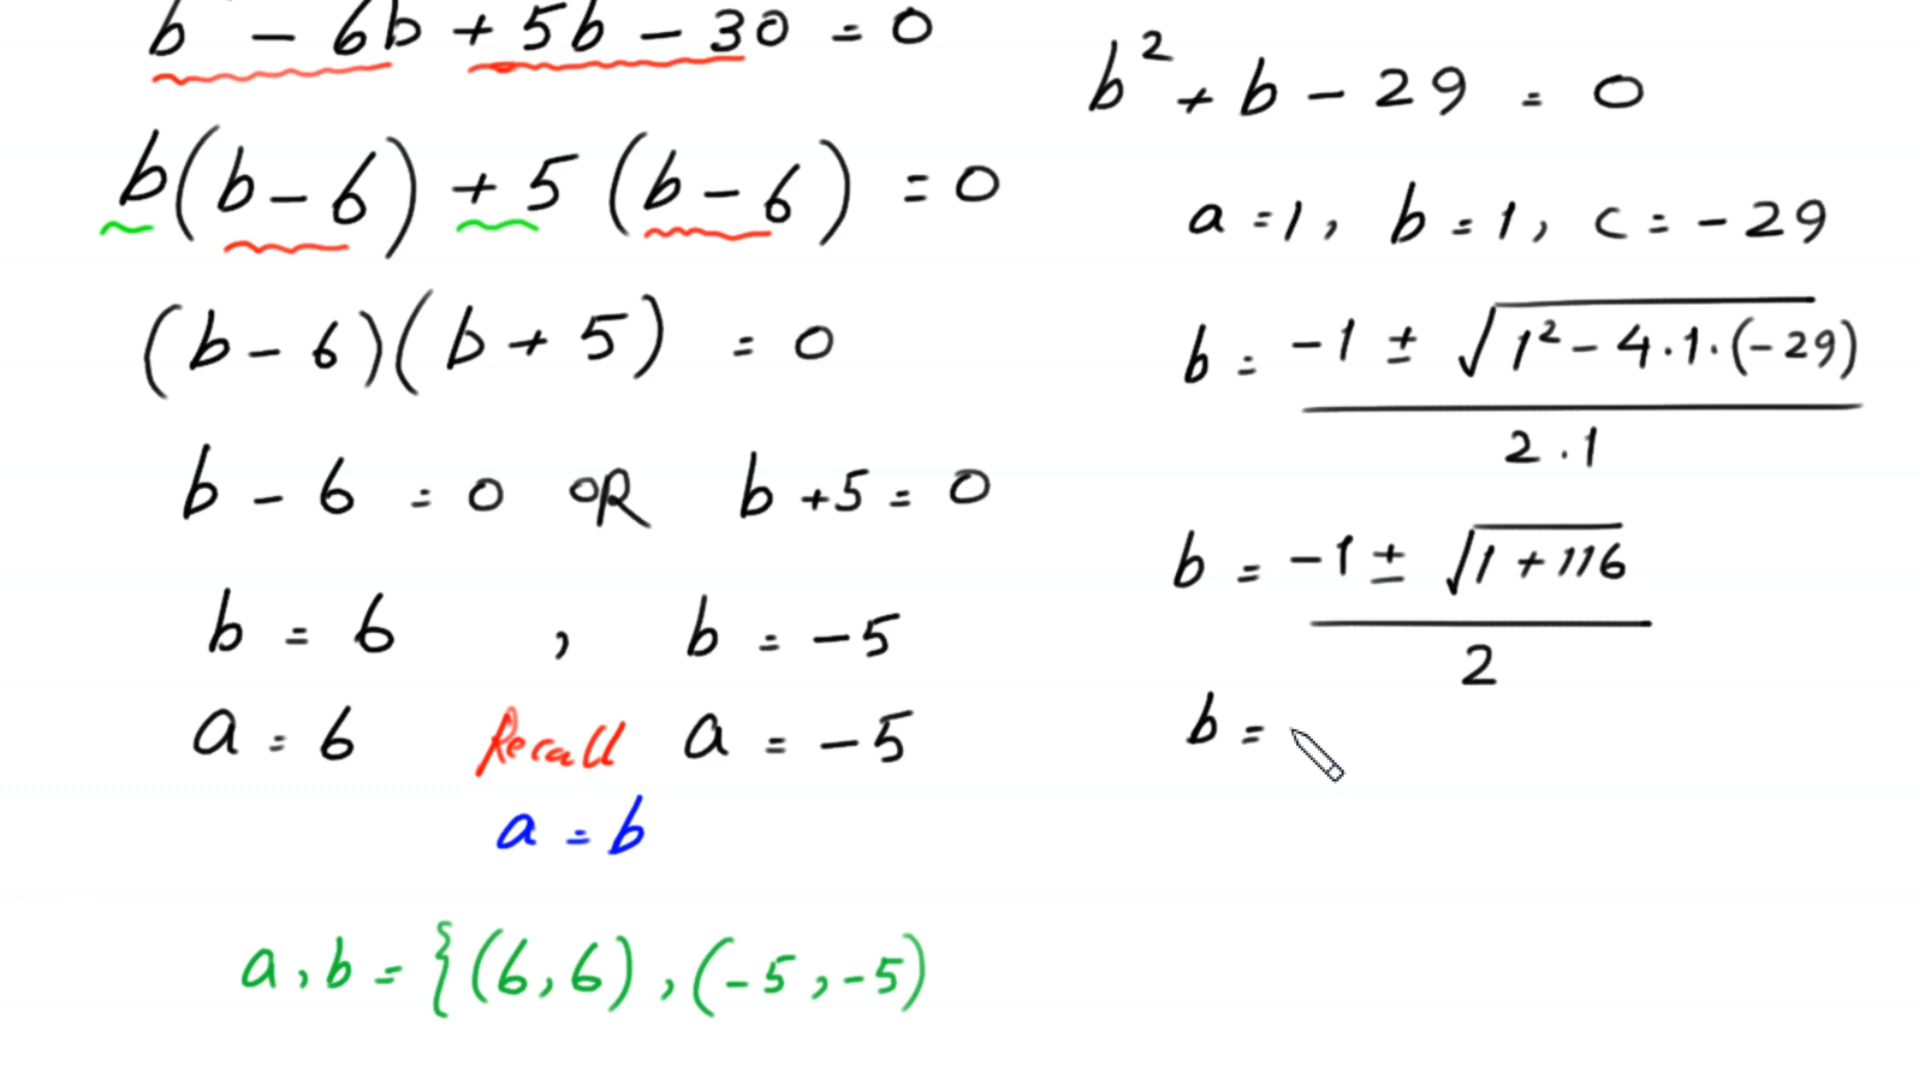 b² - 6b + 5b - 30 = 0
b(b - 6) + 5(b - 6) = 0
(b - 6)(b + 5) = 0
b - 6 = 0 OR b + 5 = 0
b = 6 , b = -5
a = 6 Recall a = -5
a = b
a, b = {(6, 6), (-5, -5)
b² + b - 29 = 0
a = 1, b = 1, c = -29
b = (-1 ± √(1² - 4·1·(-29))) / (2·1)
b = (-1 ± √(1 + 116)) / 2
b =